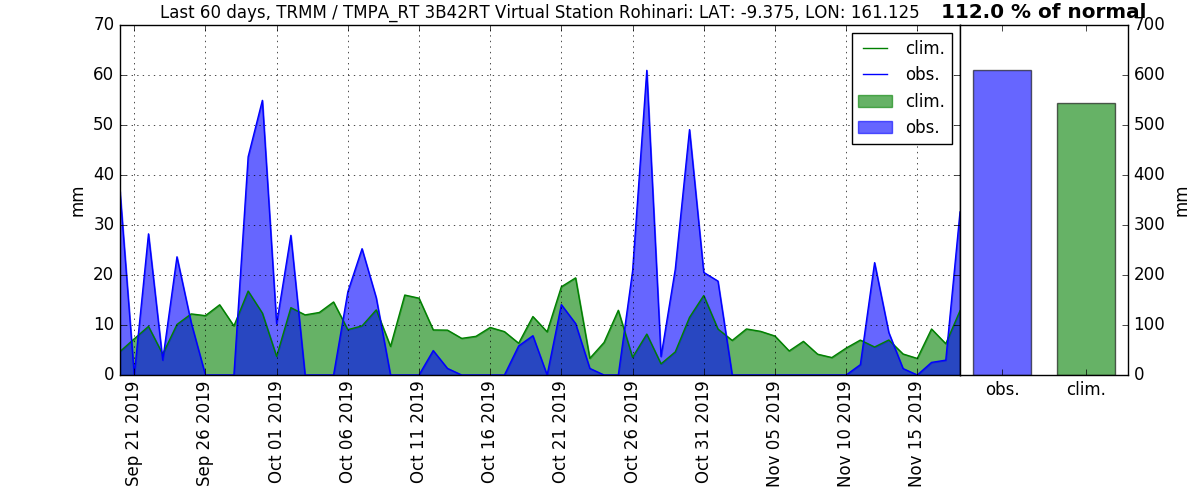 Last 60 days, TRMM / TMPA_RT 3B42RT Virtual Station Rohinari: LAT: -9.375, LON: 161.125
112.0 % of normal
clim.
obs.
clim.
obs.
mm
70
60
50
40
30
20
10
0
Sep 21 2019
Sep 26 2019
Oct 01 2019
Oct 06 2019
Oct 11 2019
Oct 16 2019
Oct 21 2019
Oct 26 2019
Oct 31 2019
Nov 05 2019
Nov 10 2019
Nov 15 2019
700
600
500
400
300
200
100
0
mm
obs.
clim.